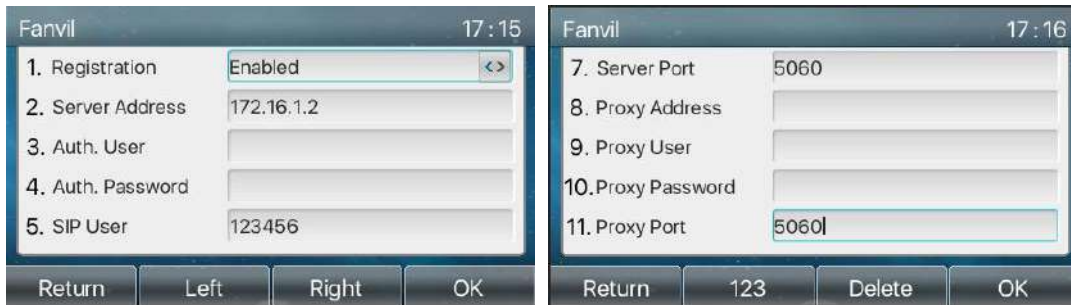 Fanvil 17:15
1. Registration Enabled <>
2. Server Address 172.16.1.2
3. Auth. User
4. Auth. Password
5. SIP User 123456
Return Left Right OK
Fanvil 17:16
7. Server Port 5060
8. Proxy Address
9. Proxy User
10. Proxy Password
11. Proxy Port 5060
Return 123 Delete OK